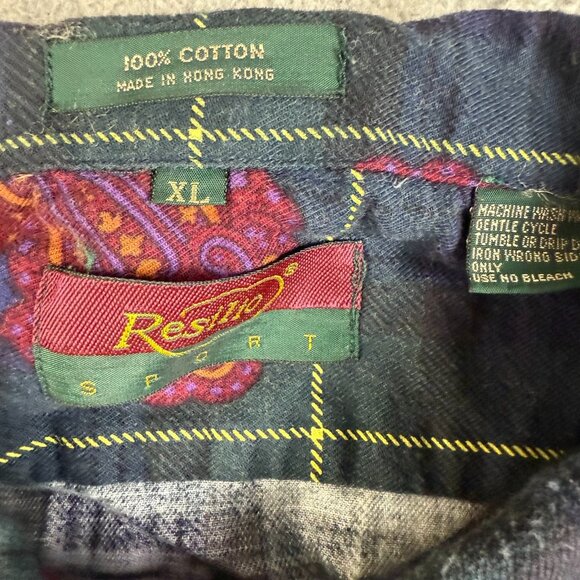 100% COTTON
MADE IN HONG KONG
XL
Resilio®
SPORT
MACHINE WASH
GENTLE CYCLE
TUMBLE OR DRIP
IRON WRONG SID
ONLY
USE NO BLEACH